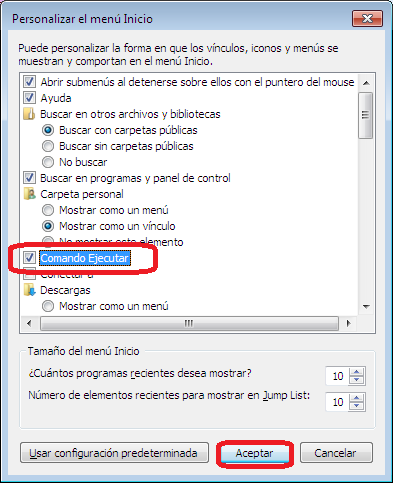 Personalizar el menú Inicio
Puede personalizar la forma en que los vínculos, iconos y menús se
muestran y comportan en el menú Inicio.
Abrir submenús al detenerse sobre ellos con el puntero del mouse
Ayuda
Buscar en otros archivos y bibliotecas
Buscar con carpetas públicas
Buscar sin carpetas públicas
No buscar
Buscar en programas y panel de control
Carpeta personal
Mostrar como un menú
Mostrar como un vínculo
No mostrar este elemento
Comando Ejecutar
Conectar a
Descargas
Mostrar como un menú
Tamaño del menú Inicio
¿Cuántos programas recientes desea mostrar? 10
Número de elementos recientes para mostrar en Jump List: 10
Usar configuración predeterminada Aceptar Cancelar